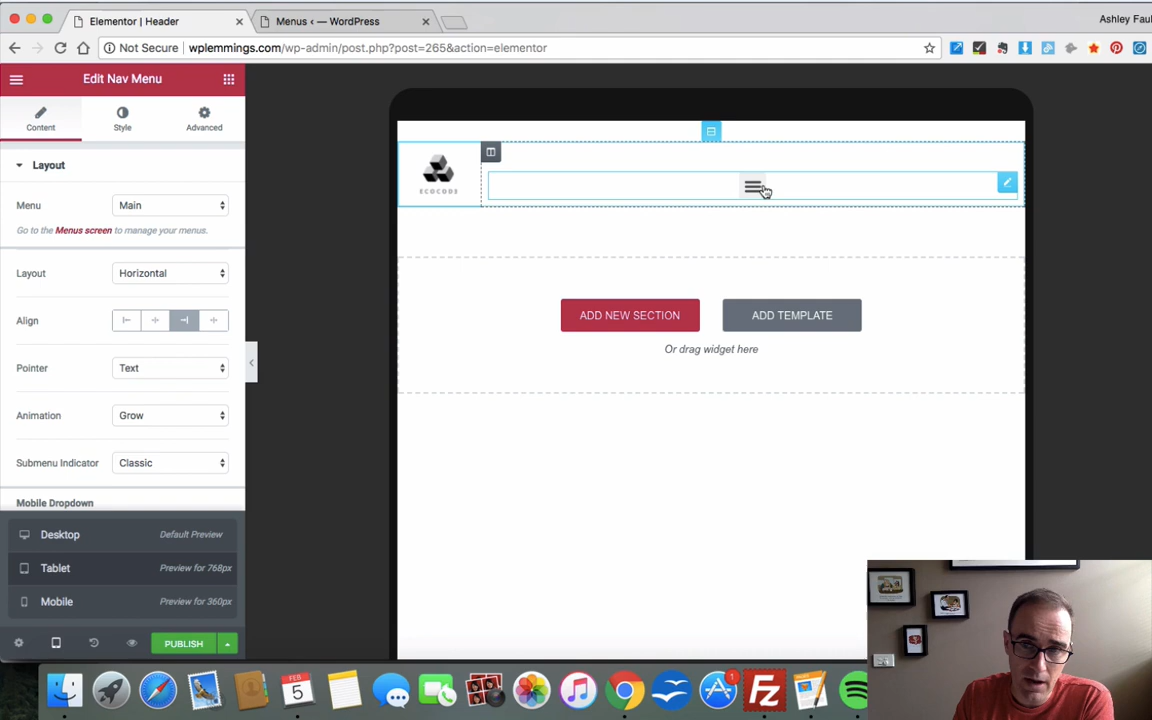 Elementor | Header
Menus ‹ — WordPress
Ashley Faul
Not Secure
wplemmings.com/wp-admin/post.php?post=265&action=elementor
Edit Nav Menu
Content
Style
Advanced
Layout
Menu
Main
Go to the Menus screen to manage your menus.
Layout
Horizontal
Align
Pointer
Text
Animation
Grow
Submenu Indicator
Classic
Mobile Dropdown
Desktop
Default Preview
Tablet
Preview for 768px
Mobile
Preview for 360px
PUBLISH
ECOCODE
ADD NEW SECTION
ADD TEMPLATE
Or drag widget here
FEB
5
1
Fz